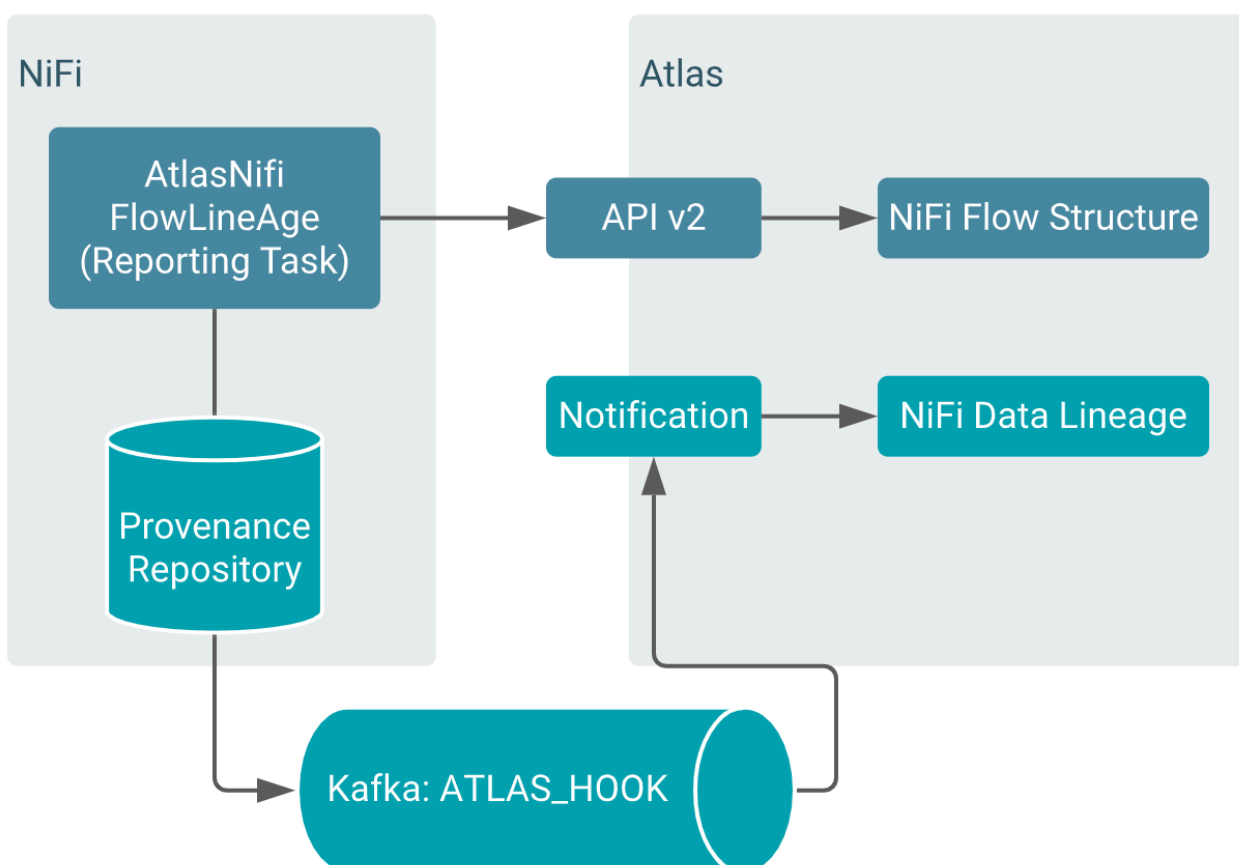 NiFi
Atlas
AtlasNifi
FlowLineAge
(Reporting Task)
API v2
NiFi Flow Structure
Notification
NiFi Data Lineage
Provenance
Repository
Kafka: ATLAS_HOOK